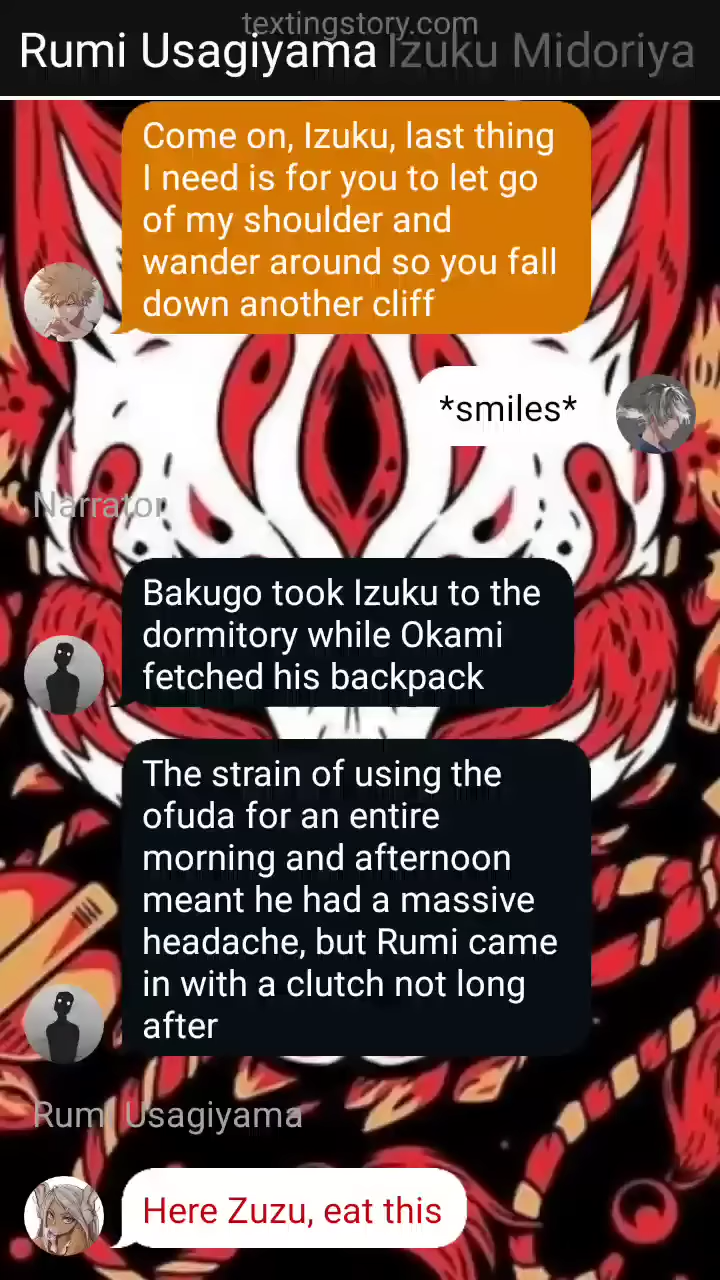 textingstory.com
Rumi Usagiyama Izuku Midoriya
Come on, Izuku, last thing
I need is for you to let go
of my shoulder and
wander around so you fall
down another cliff
*smiles*
Narrator
Bakugo took Izuku to the
dormitory while Okami
fetched his backpack
The strain of using the
ofuda for an entire
morning and afternoon
meant he had a massive
headache, but Rumi came
in with a clutch not long
after
Rumi Usagiyama
Here Zuzu, eat this